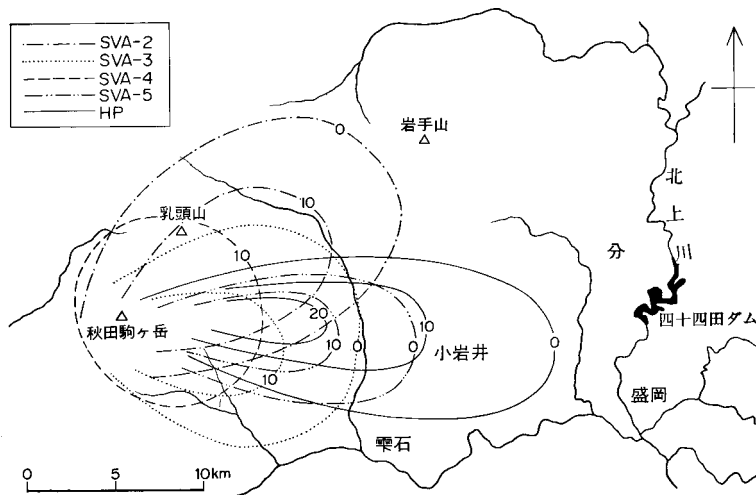 SVA-2
SVA-3
SVA-4
SVA-5
HP
0
岩手山
北上川
10
乳頭山
分
10
秋田駒ヶ岳
20
10
四十四田ダム
10
0
0
小岩井
0
10
盛岡
雫石
0 5 10km